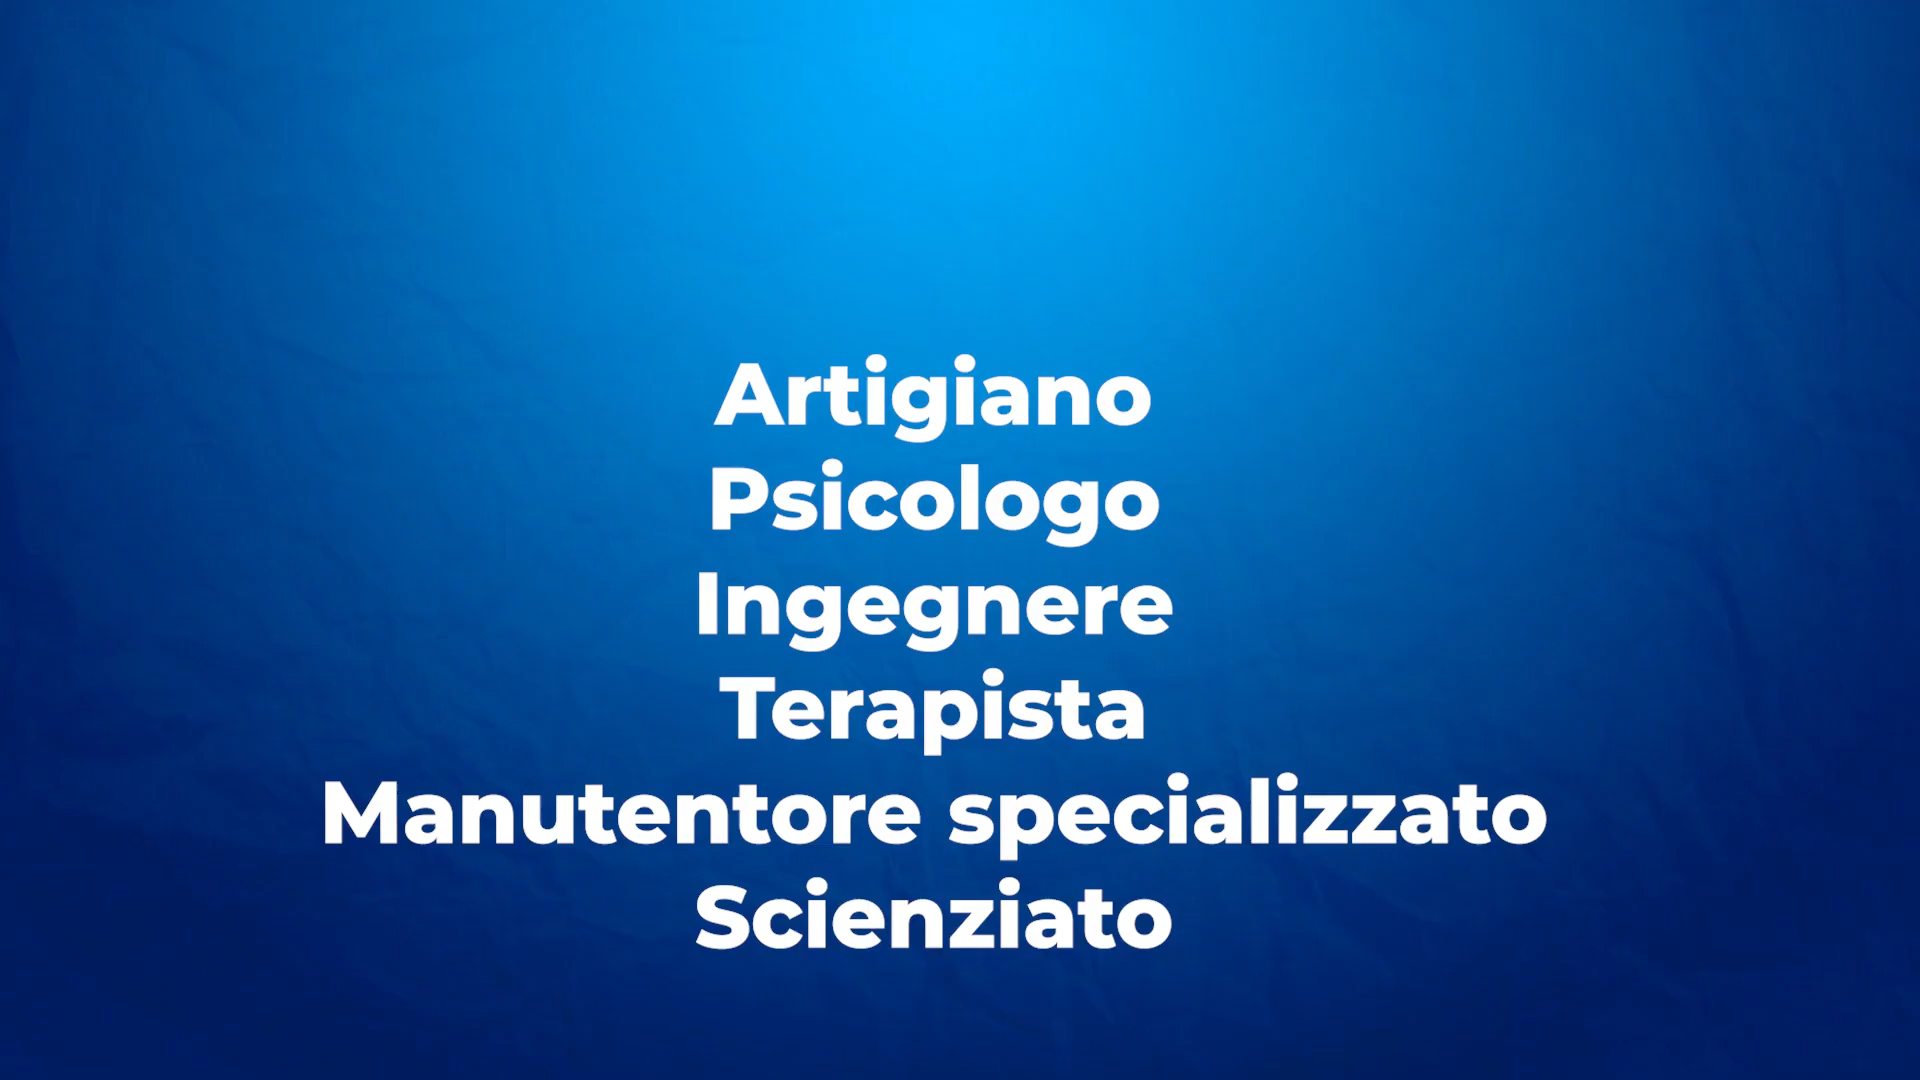 Artigiano
Psicologo
Ingegnere
Terapista
Manutentore specializzato
Scienziato